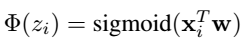 Φ(z_i) = sigmoid(𝐱_i^T 𝐰)